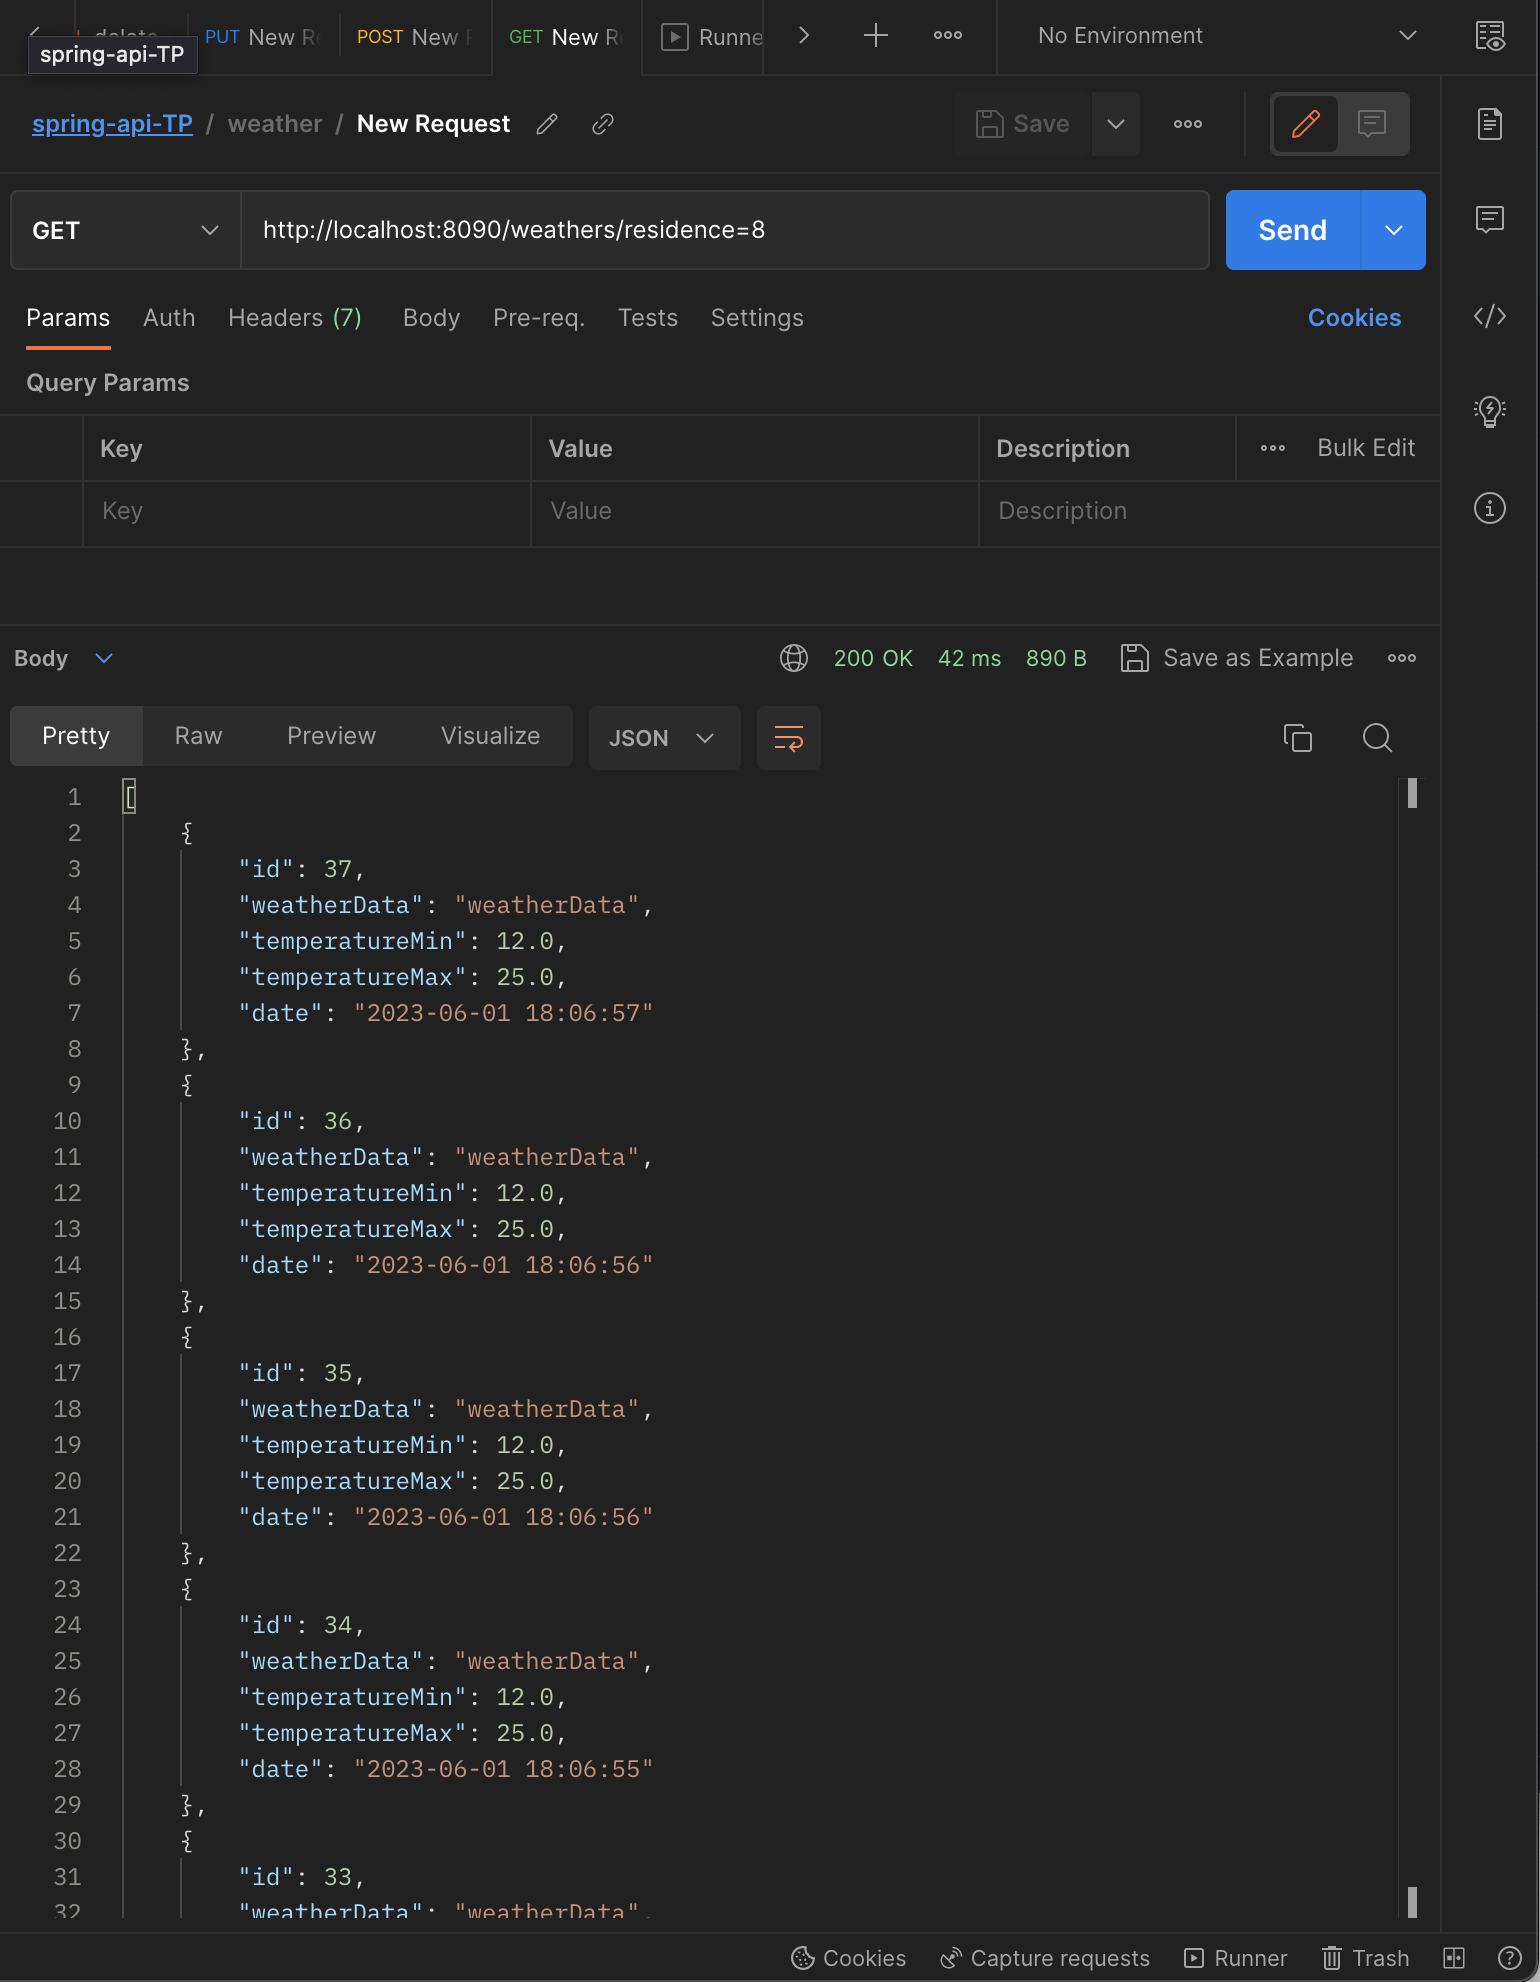 delete
PUT New Re
POST New R
GET New Re
Runne
No Environment
spring-api-TP
spring-api-TP / weather / New Request
Save
GET
http://localhost:8090/weathers/residence=8
Send
Params Auth Headers (7) Body Pre-req. Tests Settings
Cookies
Query Params
Key Value Description Bulk Edit
Key Value Description
Body
200 OK 42 ms 890 B Save as Example
Pretty Raw Preview Visualize JSON
1 [
2 {
3 "id": 37,
4 "weatherData": "weatherData",
5 "temperatureMin": 12.0,
6 "temperatureMax": 25.0,
7 "date": "2023-06-01 18:06:57"
8 },
9 {
10 "id": 36,
11 "weatherData": "weatherData",
12 "temperatureMin": 12.0,
13 "temperatureMax": 25.0,
14 "date": "2023-06-01 18:06:56"
15 },
16 {
17 "id": 35,
18 "weatherData": "weatherData",
19 "temperatureMin": 12.0,
20 "temperatureMax": 25.0,
21 "date": "2023-06-01 18:06:56"
22 },
23 {
24 "id": 34,
25 "weatherData": "weatherData",
26 "temperatureMin": 12.0,
27 "temperatureMax": 25.0,
28 "date": "2023-06-01 18:06:55"
29 },
30 {
31 "id": 33,
32 "weatherData": "weatherData",
Cookies Capture requests Runner Trash